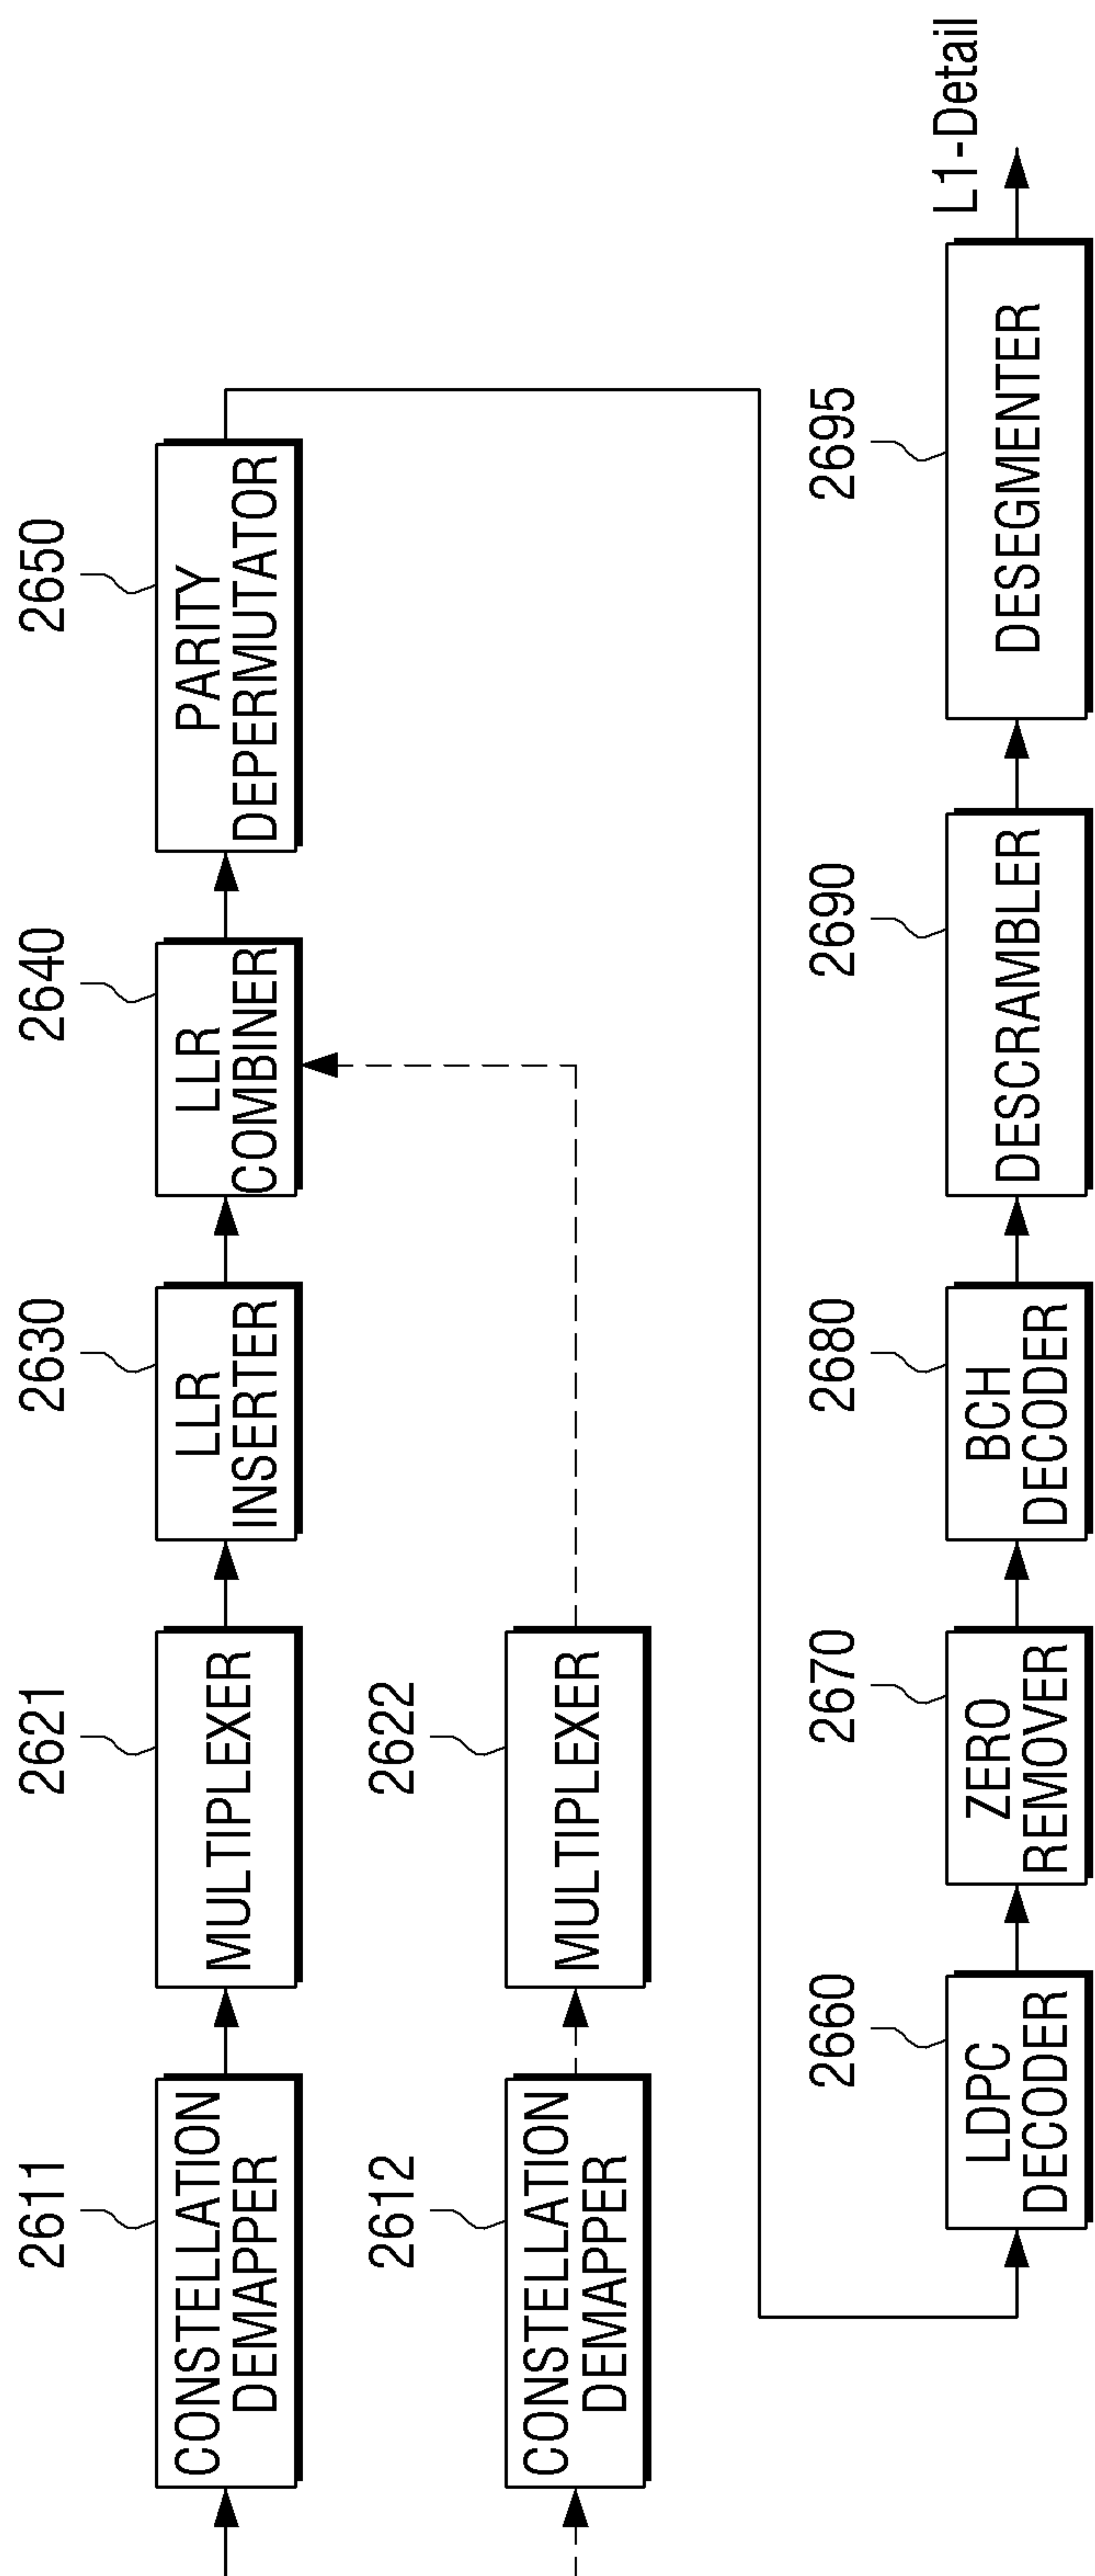 2611
CONSTELLATION
DEMAPPER
2621
MULTIPLEXER
2630
LLR
INSERTER
2640
LLR
COMBINER
2650
PARITY
DEPERMUTATOR
2612
CONSTELLATION
DEMAPPER
2622
MULTIPLEXER
2660
LDPC
DECODER
2670
ZERO
REMOVER
2680
BCH
DECODER
2690
DESCRAMBLER
2695
DESEGMENTER
L1-Detail